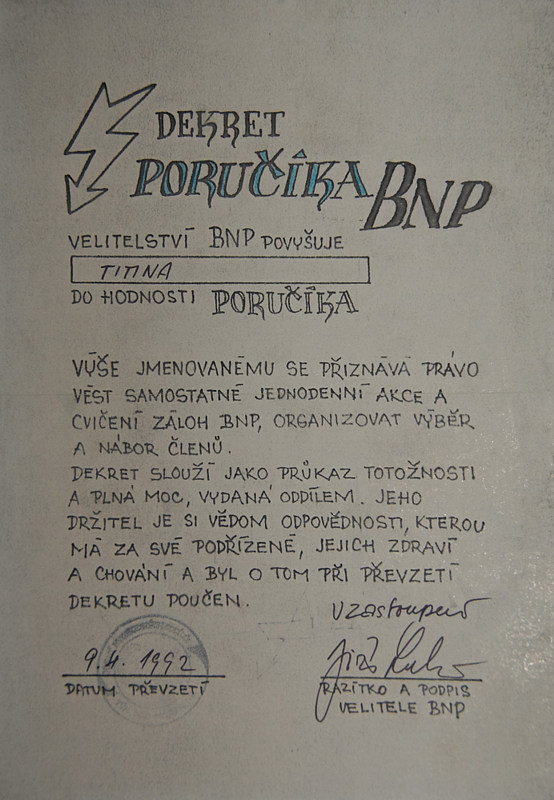 DEKRET
PORUČÍKA BNP
VELITELSTVÍ BNP POVYŠUJE
TITINA
DO HODNOSTI PORUČÍKA
VÝŠE JMENOVANÉMU SE PŘIZNÁVÁ PRÁVO
VÉST SAMOSTATNÉ JEDNODENNÍ AKCE A
CVIČENÍ ZÁLOH BNP, ORGANIZOVAT VÝBĚR
A NÁBOR ČLENŮ.
DEKRET SLOUŽÍ JAKO PRŮKAZ TOTOŽNOSTI
A PLNÁ MOC, VYDANÁ ODDÍLEM. JEHO
DRŽITEL JE SI VĚDOM ODPOVĚDNOSTI, KTEROU
MÁ ZA SVÉ PODŘÍZENÉ, JEJICH ZDRAVÍ
A CHOVÁNÍ A BYL O TOM PŘI PŘEVZETÍ
DEKRETU POUČEN.
V zastoupení
9.4. 1992
DATUM PŘEVZETÍ
RAZÍTKO A PODPIS
VELITELE BNP